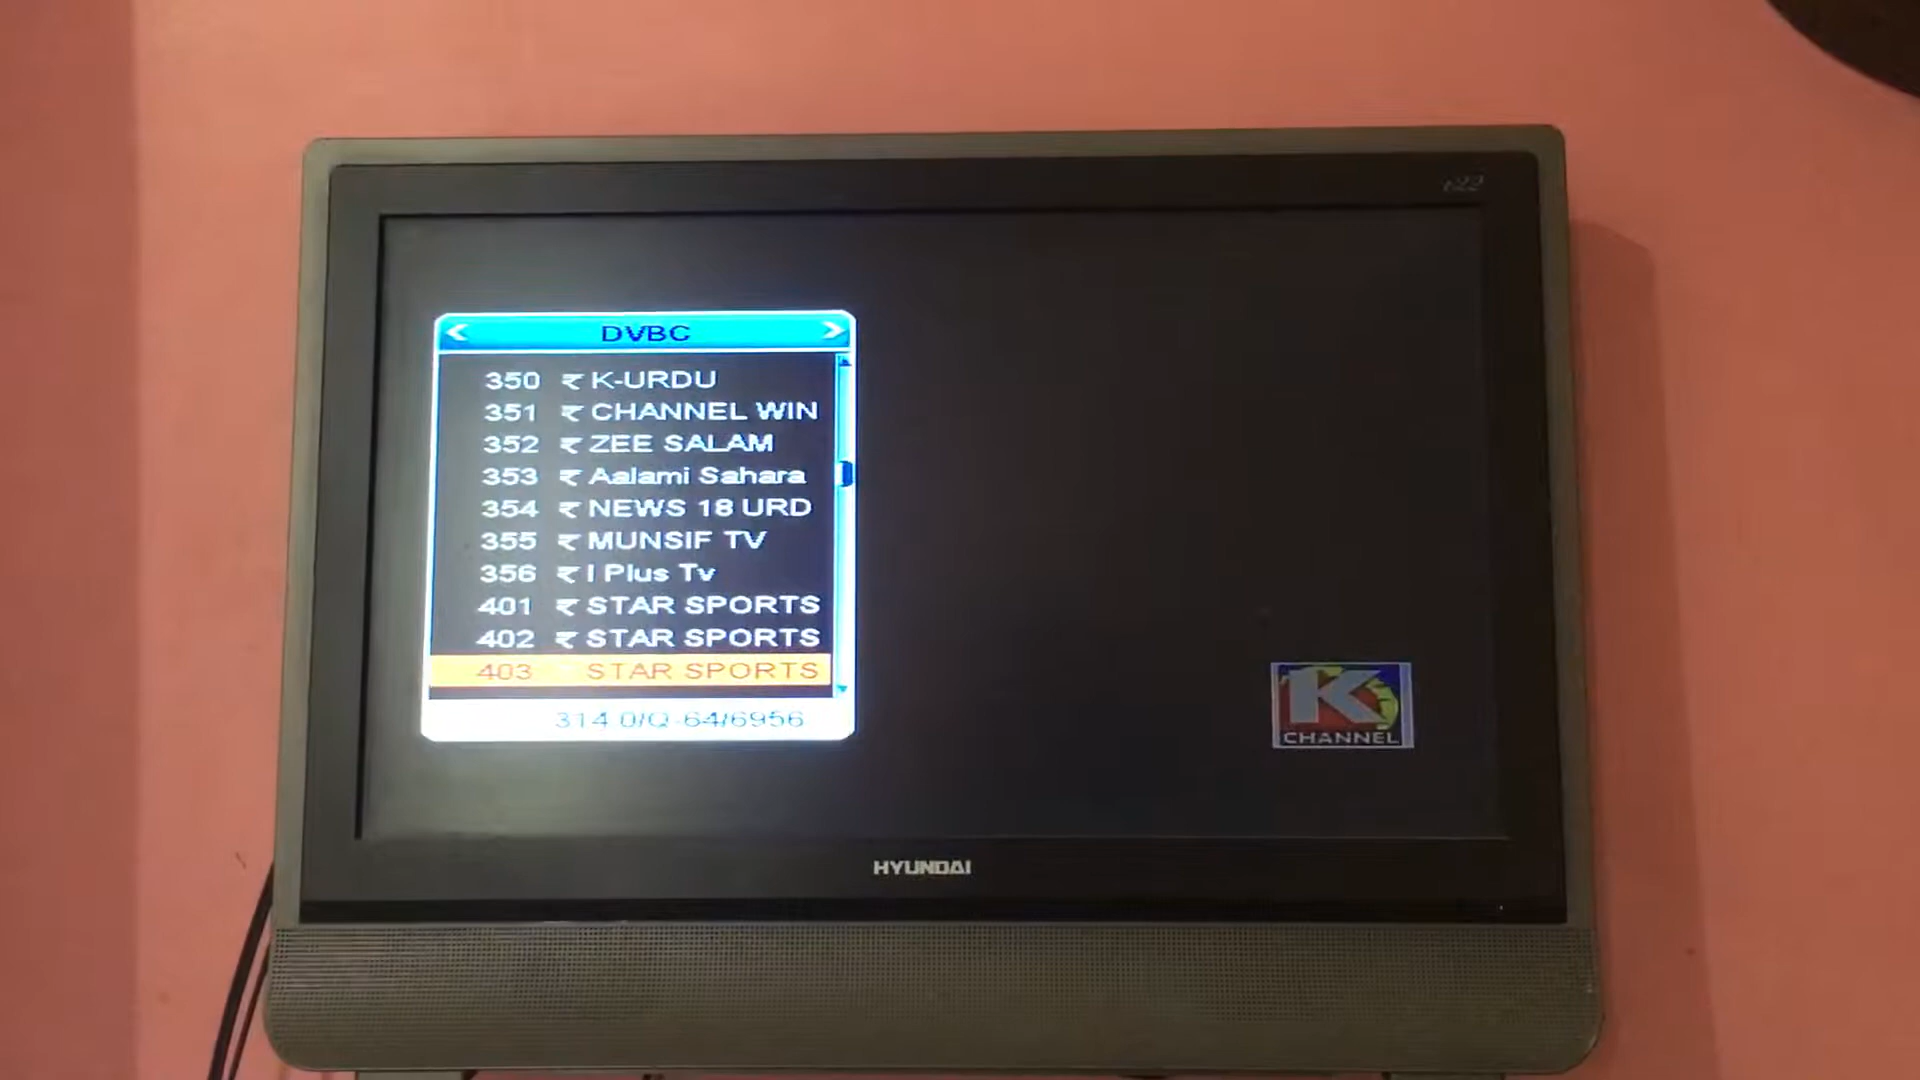 e22
DVBC
350 ₹ K-URDU
351 ₹ CHANNEL WIN
352 ₹ ZEE SALAM
353 ₹ Aalami Sahara
354 ₹ NEWS 18 URD
355 ₹ MUNSIF TV
356 ₹ I Plus Tv
401 ₹ STAR SPORTS
402 ₹ STAR SPORTS
403 ₹ STAR SPORTS
314.0/Q-64/6956
K
CHANNEL
HYUNDAI